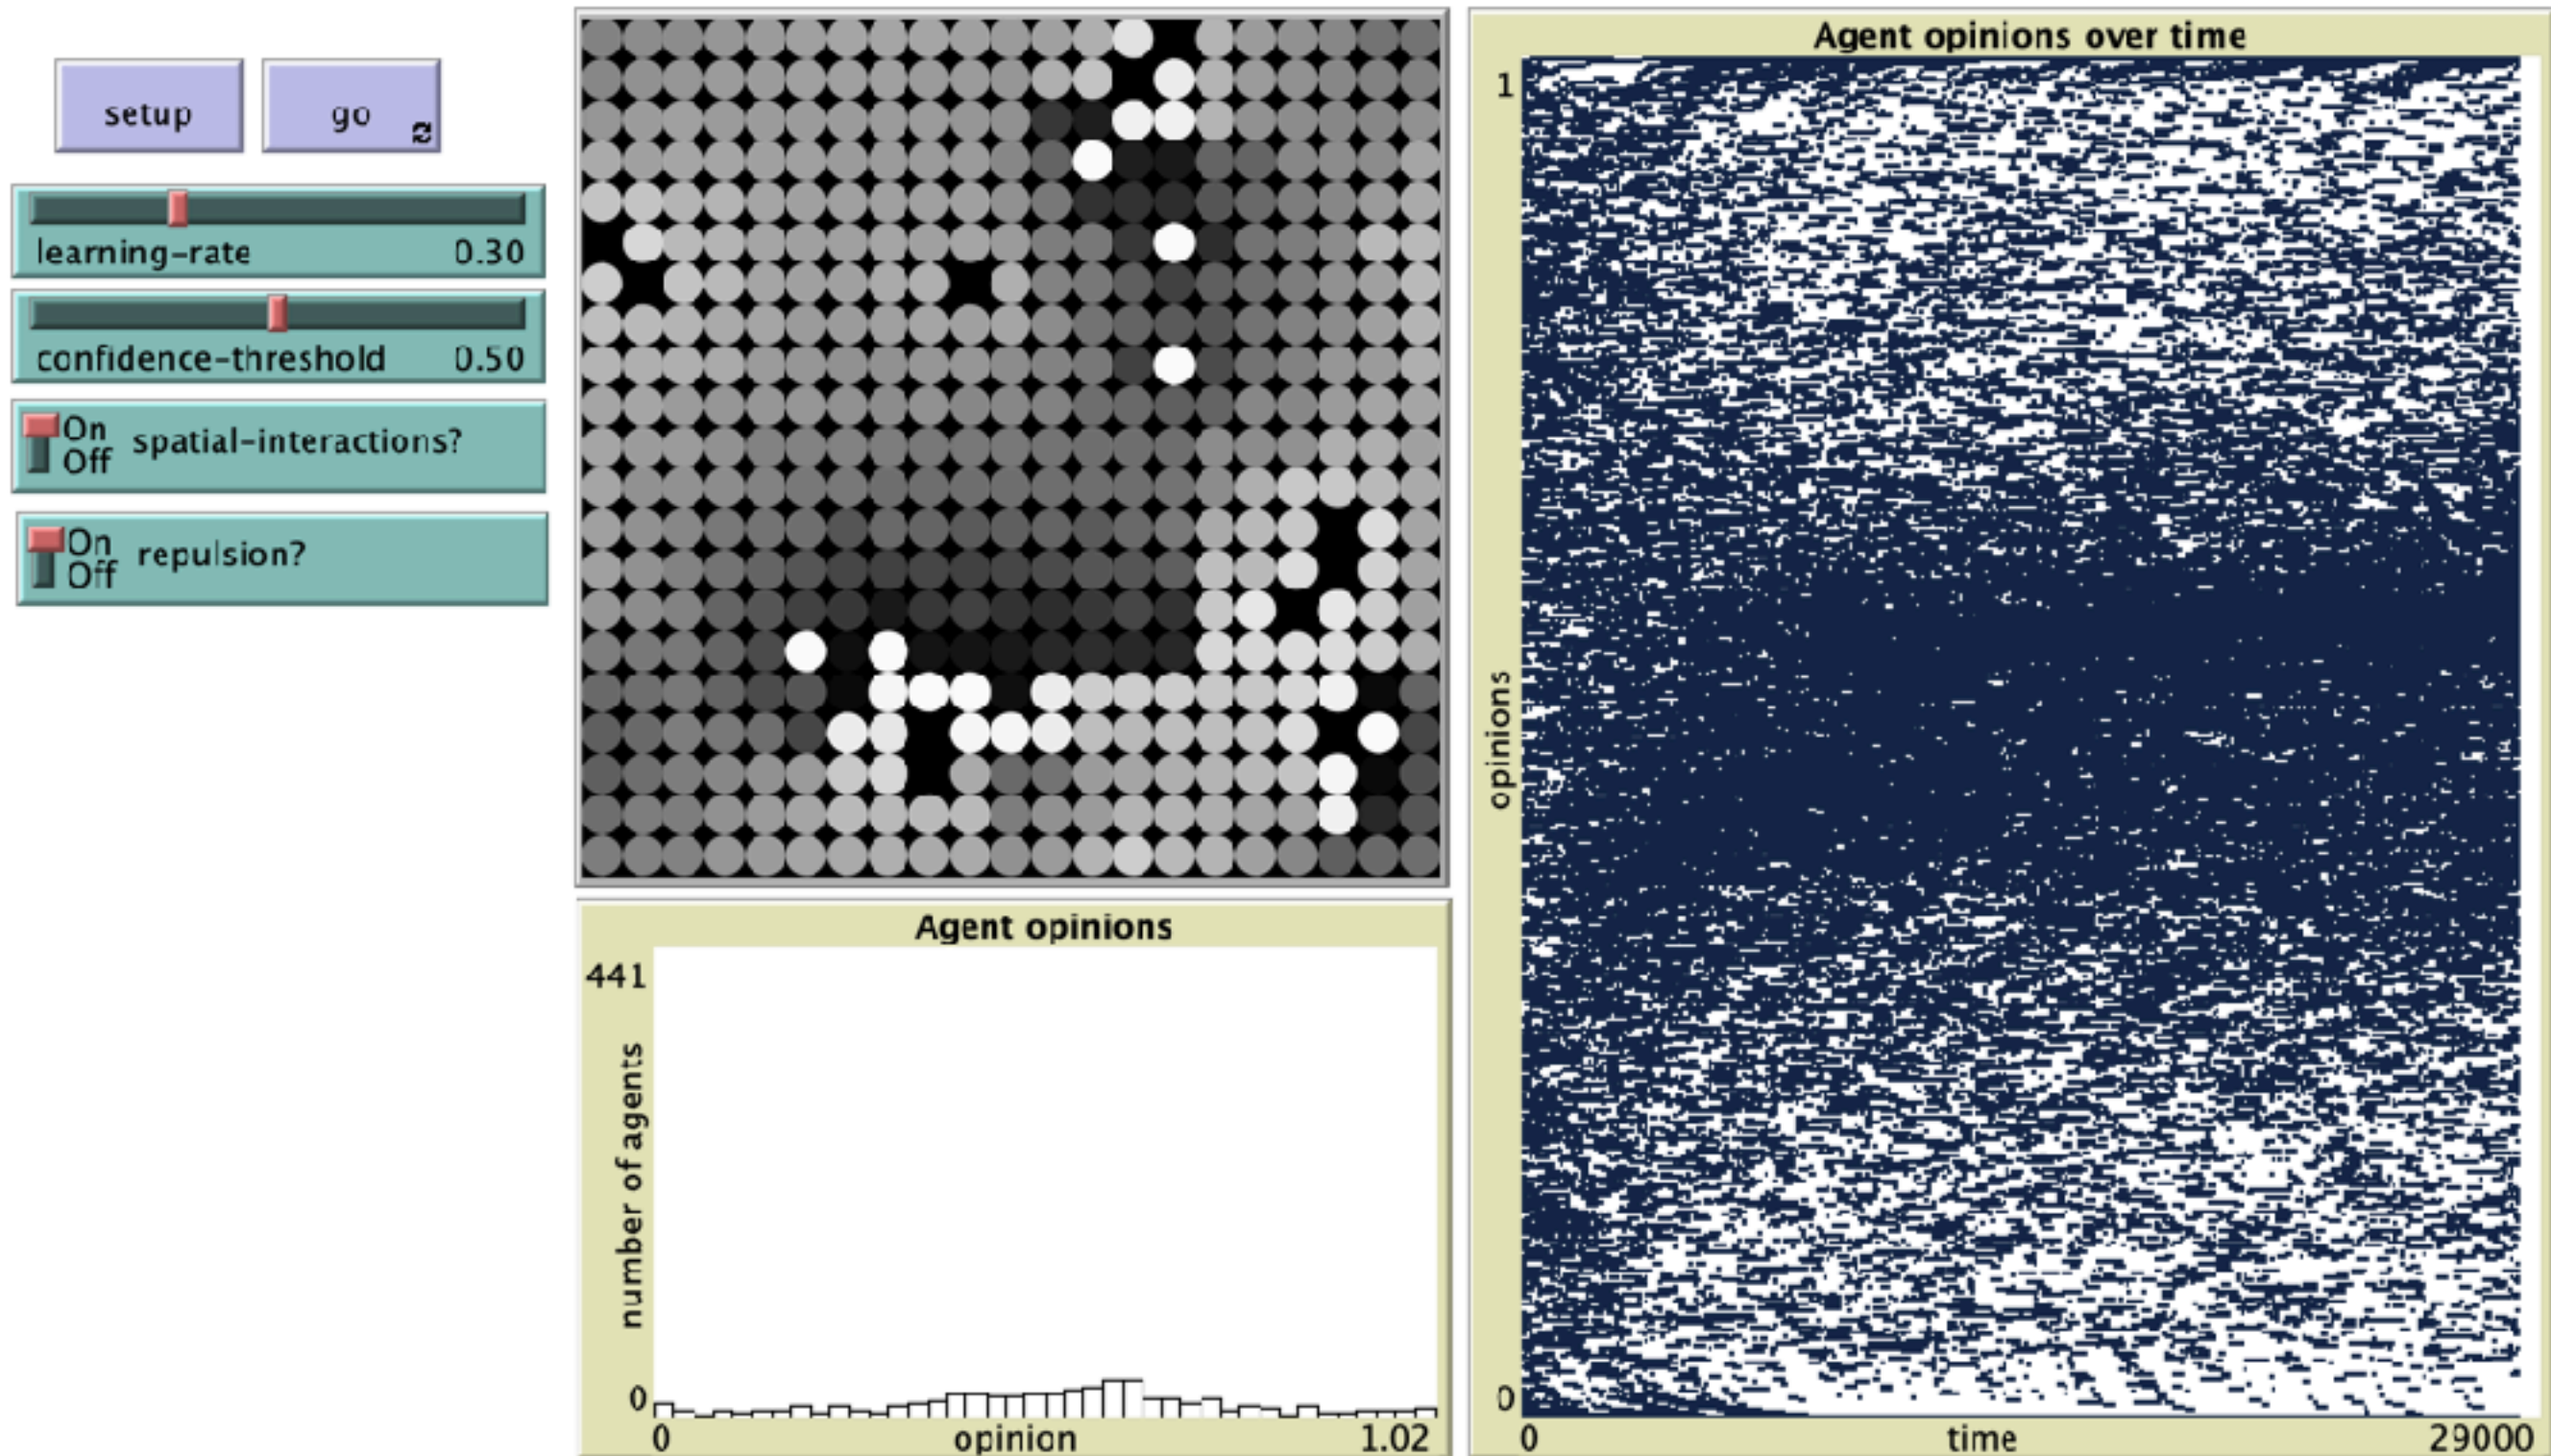 setup
go
learning-rate 0.30
confidence-threshold 0.50
On
Off
spatial-interactions?
On
Off
repulsion?
Agent opinions
441
number of agents
0
0 opinion 1.02
Agent opinions over time
1
opinions
0
0 time 29000